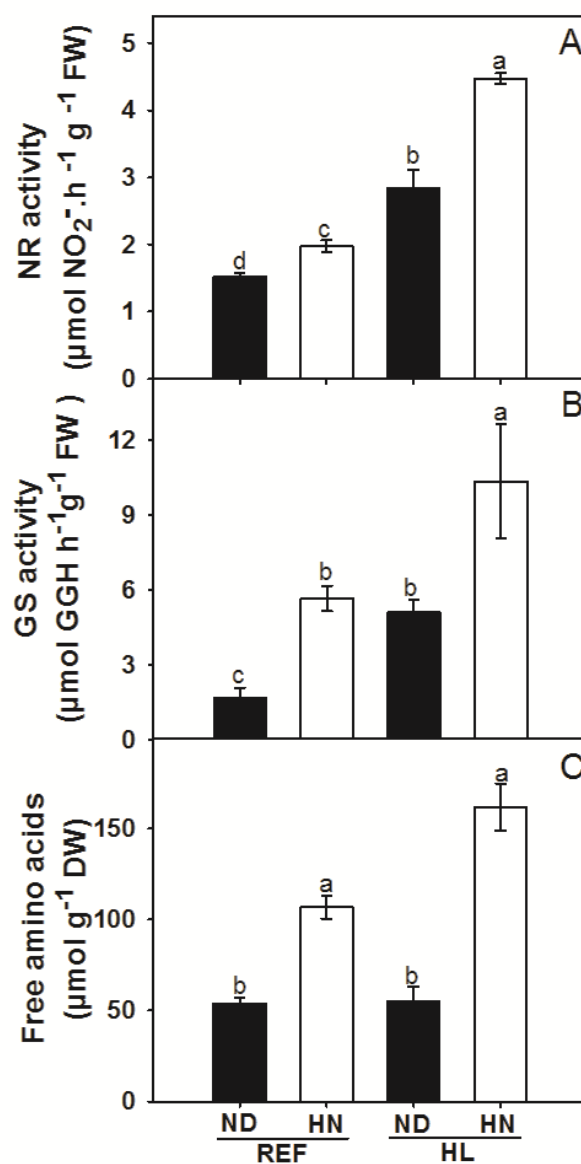 A
NR activity
(µmol NO₂⁻.h⁻¹ g⁻¹ FW)
5
4
3
2
1
0
d
c
b
a
B
GS activity
(µmol GGH h⁻¹g⁻¹ FW )
12
9
6
3
0
c
b
b
a
C
Free amino acids
(µmol g⁻¹ DW)
150
100
50
0
b
a
b
a
ND HN ND HN
REF HL